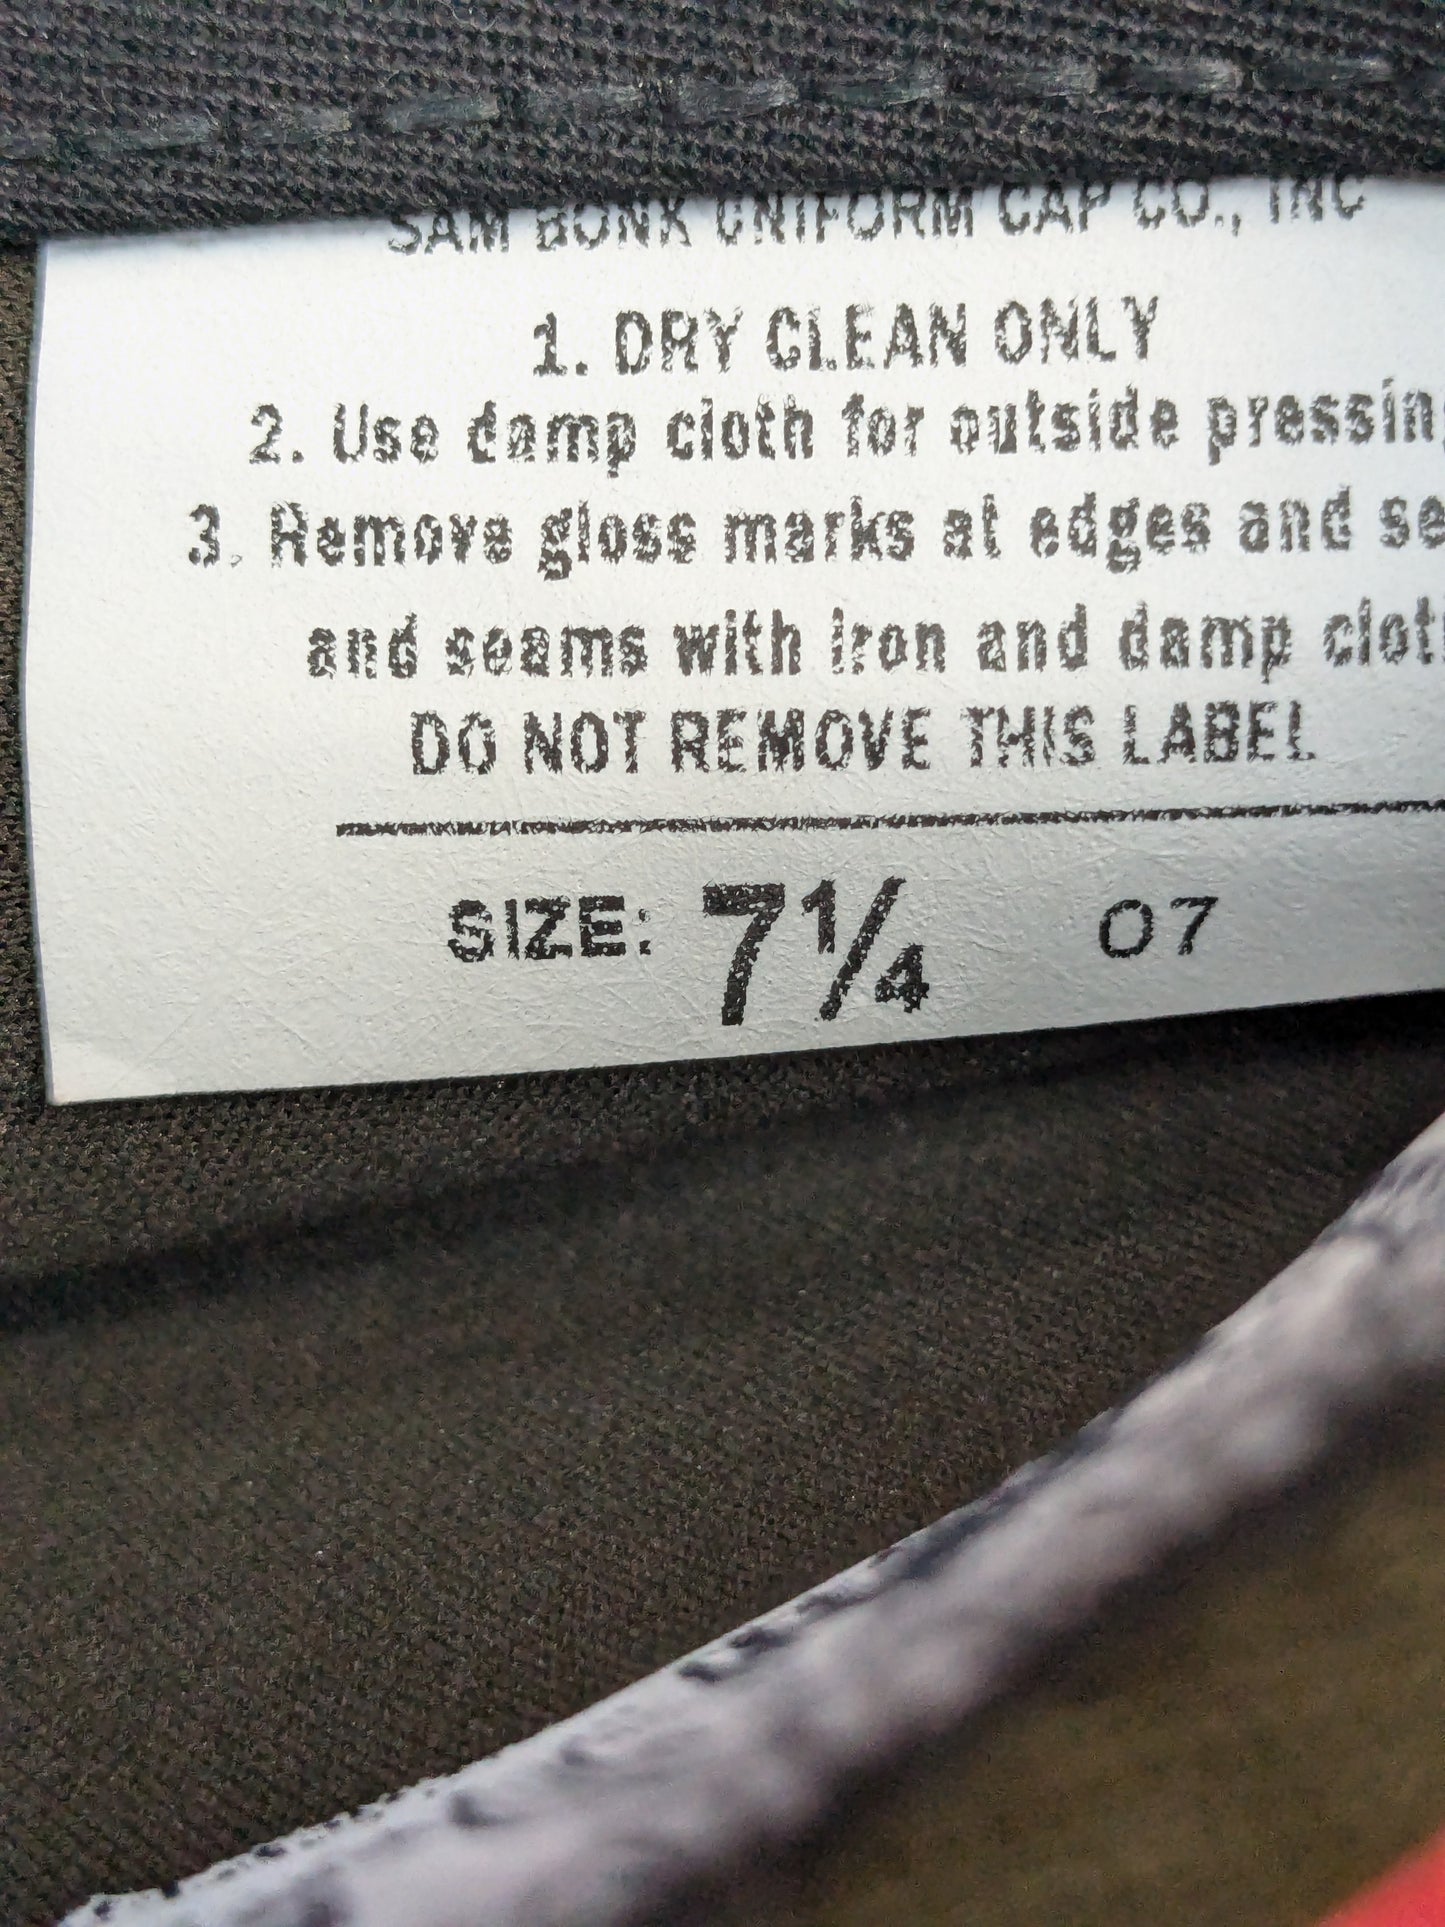 SAM BONK UNIFORM CAP CO., INC
1. DRY CLEAN ONLY
2. Use damp cloth for outside pressing
3. Remove gloss marks at edges and se
and seams with iron and damp cloth
DO NOT REMOVE THIS LABEL
SIZE: 7¼ 07